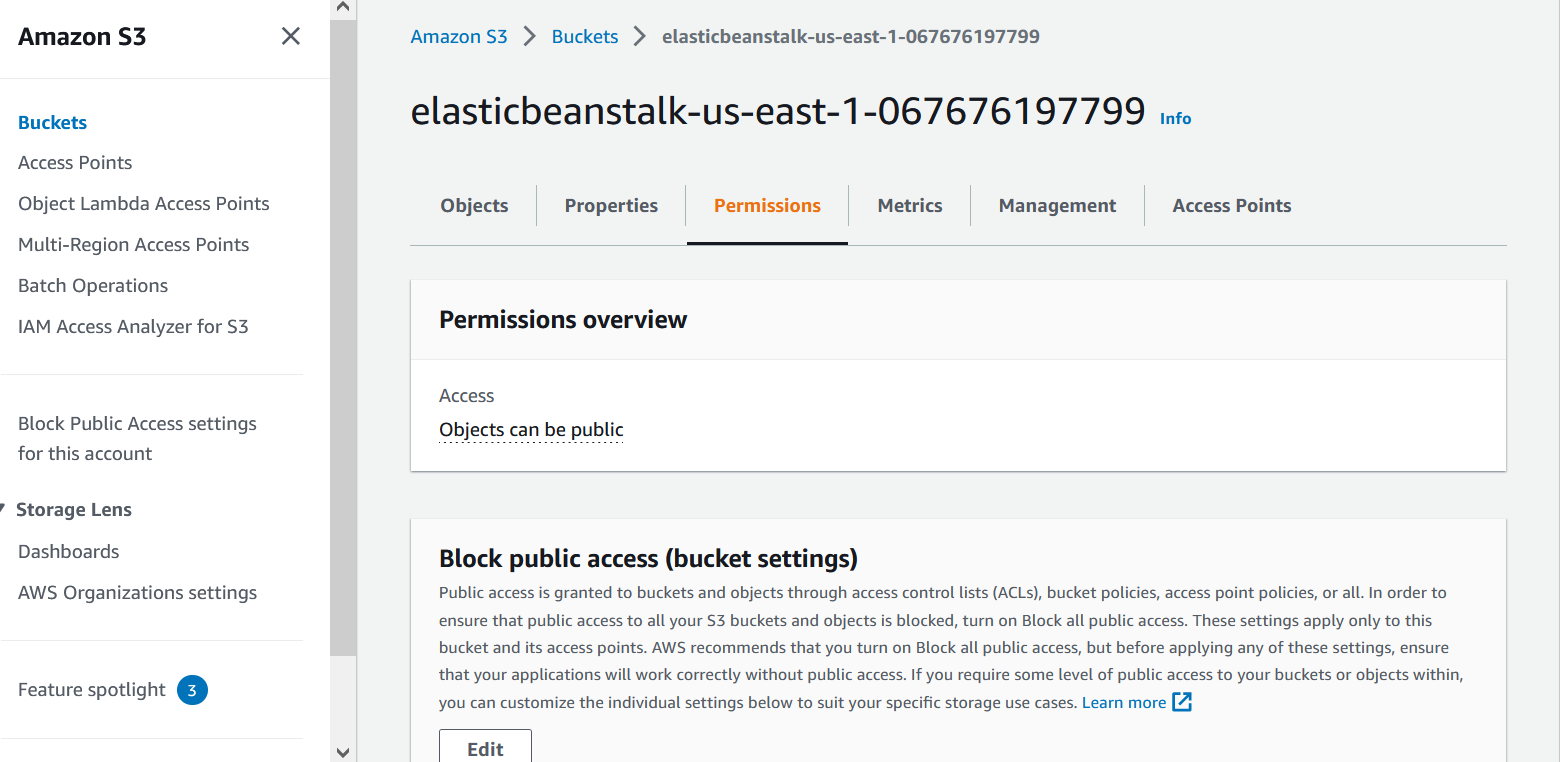 Amazon S3
Buckets
Access Points
Object Lambda Access Points
Multi-Region Access Points
Batch Operations
IAM Access Analyzer for S3
Block Public Access settings
for this account
Storage Lens
Dashboards
AWS Organizations settings
Feature spotlight 3
Amazon S3 > Buckets > elasticbeanstalk-us-east-1-067676197799
elasticbeanstalk-us-east-1-067676197799 Info
Objects Properties Permissions Metrics Management Access Points
Permissions overview
Access
Objects can be public
Block public access (bucket settings)
Public access is granted to buckets and objects through access control lists (ACLs), bucket policies, access point policies, or all. In order to
ensure that public access to all your S3 buckets and objects is blocked, turn on Block all public access. These settings apply only to this
bucket and its access points. AWS recommends that you turn on Block all public access, but before applying any of these settings, ensure
that your applications will work correctly without public access. If you require some level of public access to your buckets or objects within,
you can customize the individual settings below to suit your specific storage use cases. Learn more
Edit